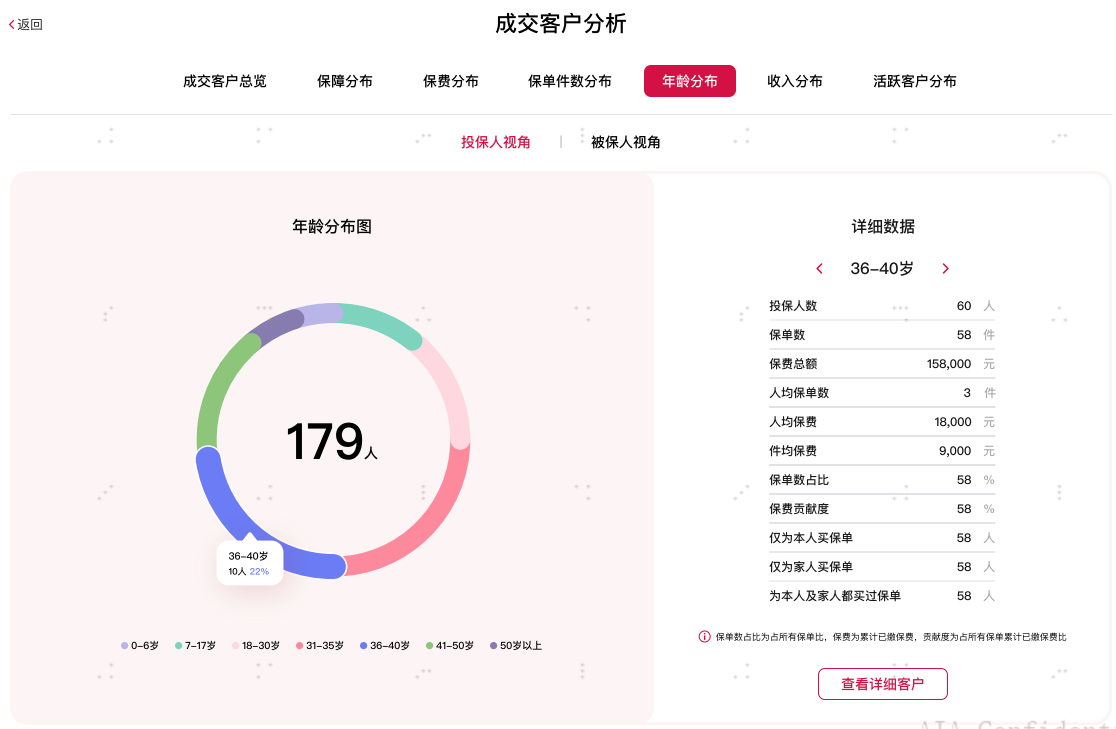 返回
成交客户分析
成交客户总览 保障分布 保费分布 保单件数分布 年龄分布 收入分布 活跃客户分布
投保人视角 | 被保人视角
年龄分布图
179人
36-40岁
10人 22%
0-6岁 7-17岁 18-30岁 31-35岁 36-40岁 41-50岁 50岁以上
详细数据
36-40岁
投保人数 60 人
保单数 58 件
保费总额 158,000 元
人均保单数 3 件
人均保费 18,000 元
件均保费 9,000 元
保单数占比 58 %
保费贡献度 58 %
仅为本人买保单 58 人
仅为家人买保单 58 人
为本人及家人都买过保单 58 人
保单数占比为占所有保单比，保费为累计已缴保费，贡献度为占所有保单累计已缴保费比
查看详细客户
AIA Confident